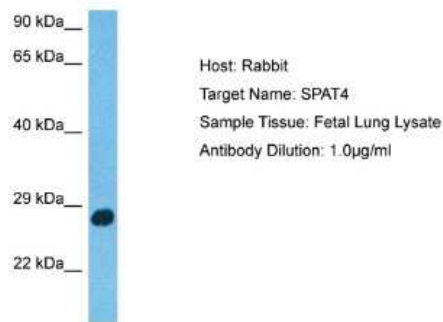 90 kDa
65 kDa
40 kDa
29 kDa
22 kDa
Host: Rabbit
Target Name: SPAT4
Sample Tissue: Fetal Lung Lysate
Antibody Dilution: 1.0µg/ml